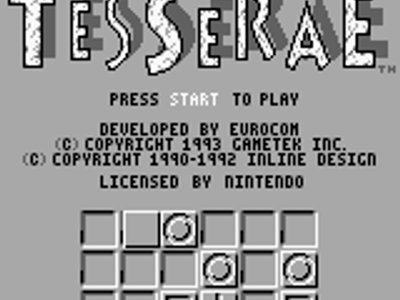 TESSERAE TM
PRESS START TO PLAY
DEVELOPED BY EUROCOM
(C) COPYRIGHT 1993 GAMETEK INC.
(C) COPYRIGHT 1990-1992 INLINE DESIGN
LICENSED BY NINTENDO